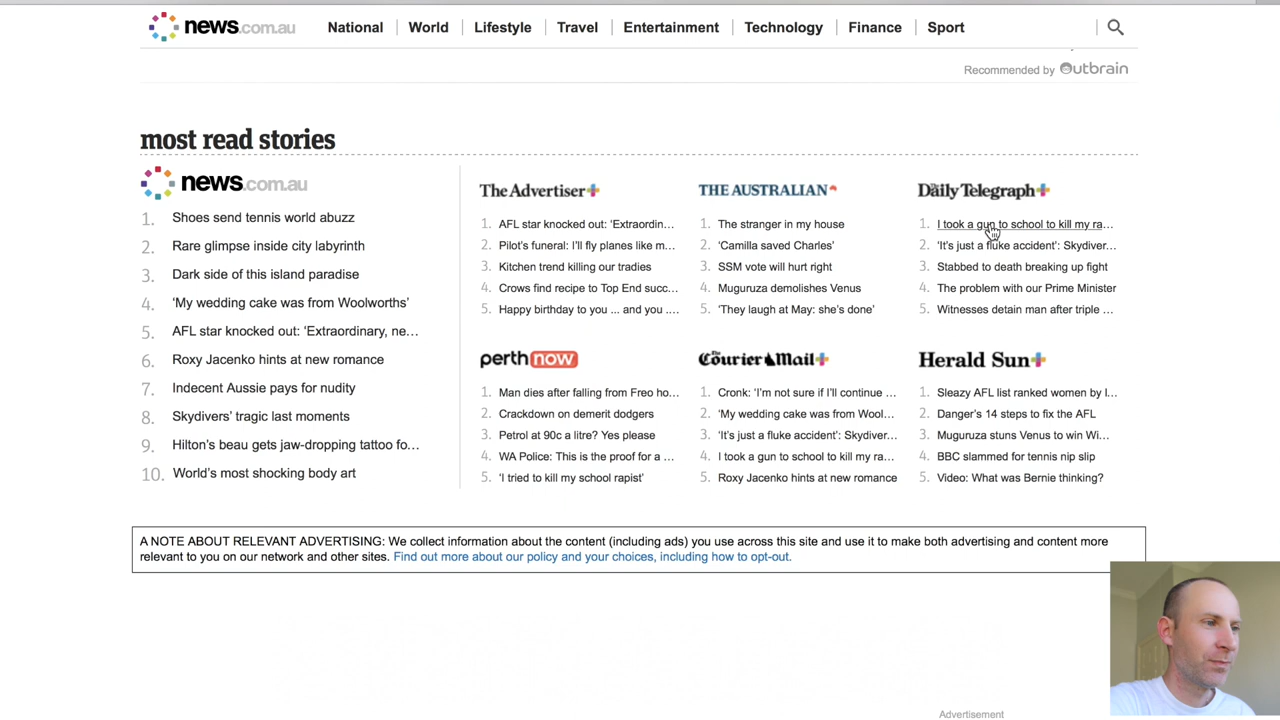 news.com.au National World Lifestyle Travel Entertainment Technology Finance Sport
Recommended by Outbrain
most read stories
news.com.au
1. Shoes send tennis world abuzz
2. Rare glimpse inside city labyrinth
3. Dark side of this island paradise
4. ‘My wedding cake was from Woolworths’
5. AFL star knocked out: ‘Extraordinary, ne…
6. Roxy Jacenko hints at new romance
7. Indecent Aussie pays for nudity
8. Skydivers’ tragic last moments
9. Hilton’s beau gets jaw-dropping tattoo fo…
10. World’s most shocking body art
The Advertiser+
1. AFL star knocked out: ‘Extraordin…
2. Pilot’s funeral: I’ll fly planes like m…
3. Kitchen trend killing our tradies
4. Crows find recipe to Top End succ…
5. Happy birthday to you ... and you ….
THE AUSTRALIAN
1. The stranger in my house
2. ‘Camilla saved Charles’
3. SSM vote will hurt right
4. Muguruza demolishes Venus
5. ‘They laugh at May: she’s done’
The Daily Telegraph+
1. I took a gun to school to kill my ra…
2. ‘It’s just a fluke accident’: Skydiver…
3. Stabbed to death breaking up fight
4. The problem with our Prime Minister
5. Witnesses detain man after triple …
perthnow
1. Man dies after falling from Freo ho…
2. Crackdown on demerit dodgers
3. Petrol at 90c a litre? Yes please
4. WA Police: This is the proof for a …
5. ‘I tried to kill my school rapist’
The Courier Mail+
1. Cronk: ‘I’m not sure if I’ll continue …
2. ‘My wedding cake was from Wool…
3. ‘It’s just a fluke accident’: Skydiver…
4. I took a gun to school to kill my ra…
5. Roxy Jacenko hints at new romance
Herald Sun+
1. Sleazy AFL list ranked women by l…
2. Danger’s 14 steps to fix the AFL
3. Muguruza stuns Venus to win Wi…
4. BBC slammed for tennis nip slip
5. Video: What was Bernie thinking?
A NOTE ABOUT RELEVANT ADVERTISING: We collect information about the content (including ads) you use across this site and use it to make both advertising and content more
relevant to you on our network and other sites. Find out more about our policy and your choices, including how to opt-out.
Advertisement